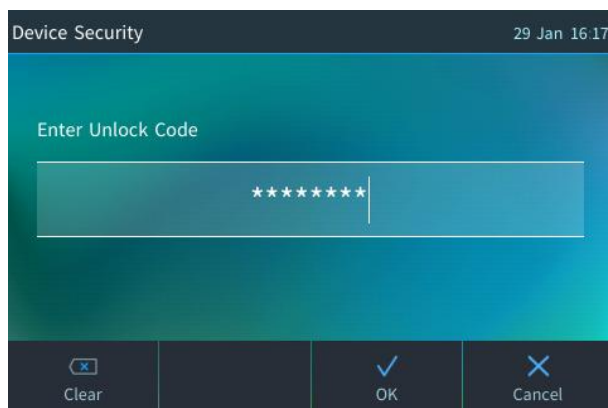 Device Security 29 Jan 16:17
Enter Unlock Code
********
Clear OK Cancel